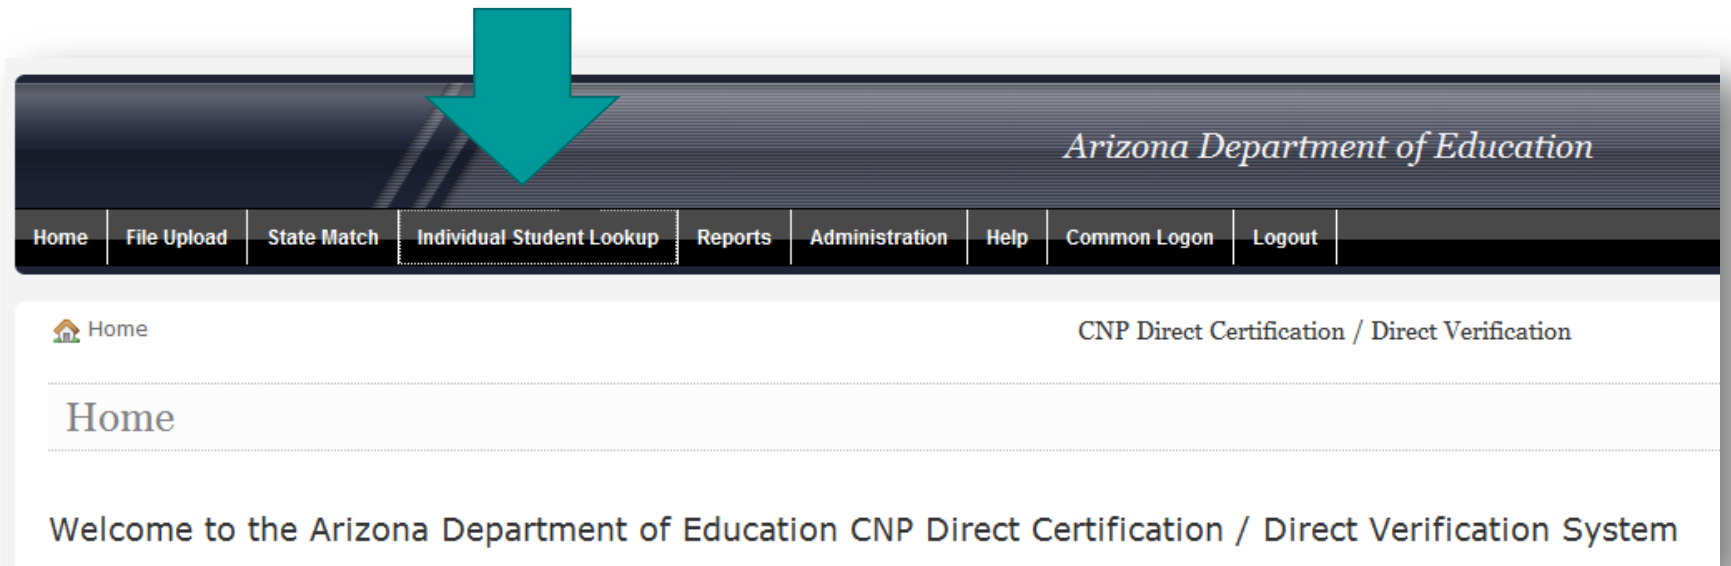 Arizona Department of Education
Home File Upload State Match Individual Student Lookup Reports Administration Help Common Logon Logout
Home CNP Direct Certification / Direct Verification
Home
Welcome to the Arizona Department of Education CNP Direct Certification / Direct Verification System